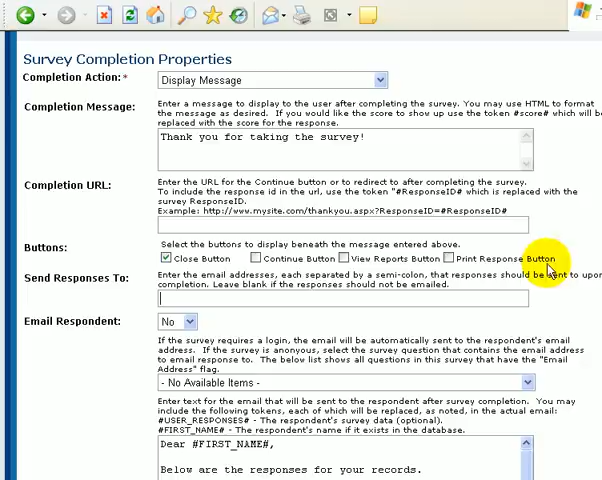 Survey Completion Properties
Completion Action:* Display Message
Completion Message: Enter a message to display to the user after completing the survey. You may use HTML to format
the message as desired. If you would like the score to show up use the token #score# which will be
replaced with the score for the response.
Thank you for taking the survey!
Completion URL: Enter the URL for the Continue button or to redirect to after completing the survey.
To include the response id in the url, use the token "#ResponseID# which is replaced with the
survey ResponseID.
Example: http://www.mysite.com/thankyou.aspx?ResponseID=#ResponseID#
Buttons: Select the buttons to display beneath the message entered above.
Close Button Continue Button View Reports Button Print Response Button
Send Responses To: Enter the email addresses, each separated by a semi-colon, that responses should be sent to upon
completion. Leave blank if the responses should not be emailed.
Email Respondent: No
If the survey requires a login, the email will be automatically sent to the respondent's email
address. If the survey is anonyous, select the survey question that contains the email address
to email response to. The below list shows all questions in this survey that have the "Email
Address" flag.
- No Available Items -
Enter text for the email that will be sent to the respondent after survey completion. You may
include the following tokens, each of which will be replaced, as noted, in the actual email:
#USER_RESPONSES# - The respondent's survey data (optional).
#FIRST_NAME# - The respondent's name if it exists in the database.
Dear #FIRST_NAME#,
Below are the responses for your records.